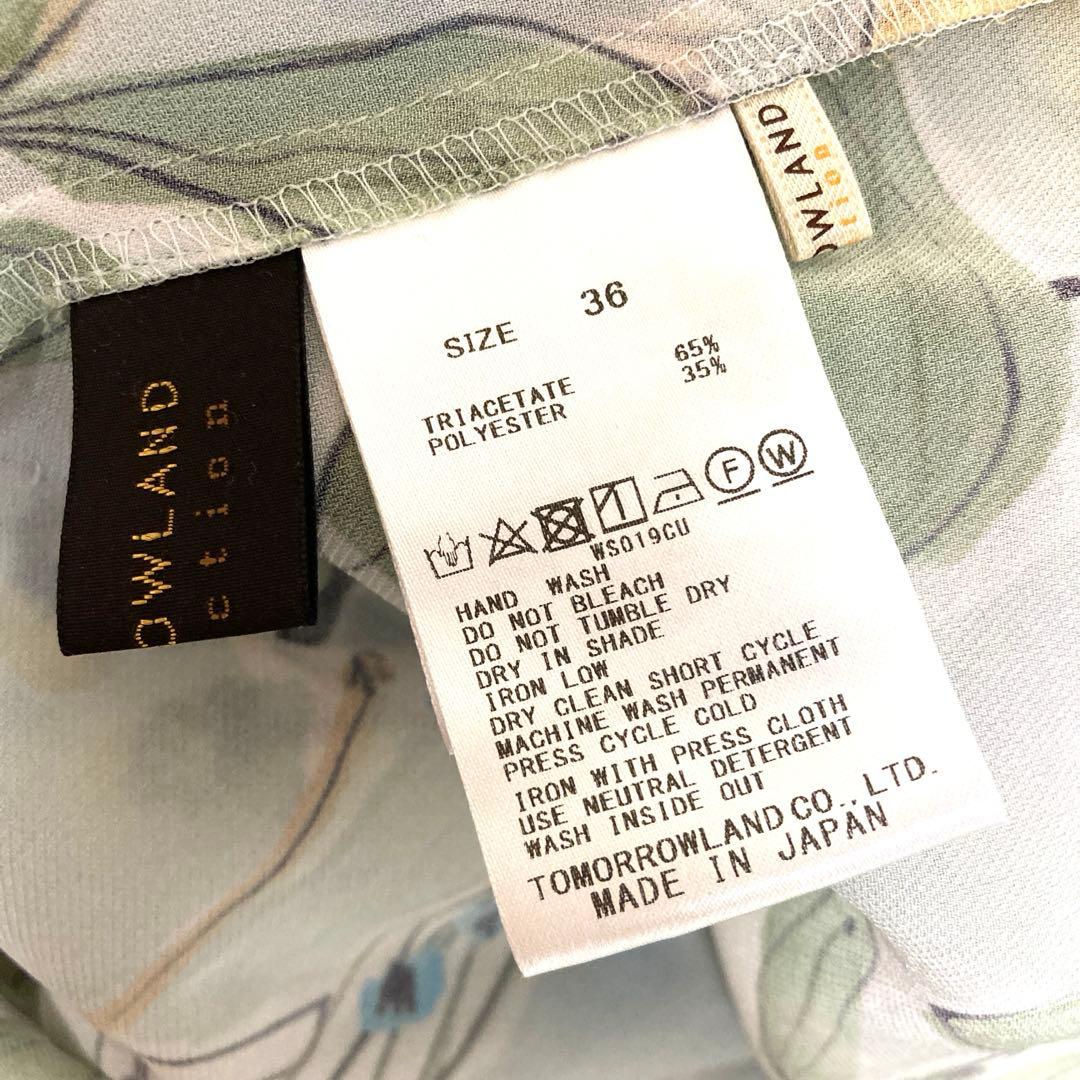 OWLAND
ction
OWLAND
SIZE 36
TRIACETATE 65%
POLYESTER 35%
F W
WS019CU
HAND WASH
DO NOT BLEACH
DO NOT TUMBLE DRY
DRY IN SHADE
IRON LOW
DRY CLEAN SHORT CYCLE
MACHINE WASH PERMANENT
PRESS CYCLE COLD
IRON WITH PRESS CLOTH
USE NEUTRAL DETERGENT
WASH INSIDE OUT
TOMORROWLAND CO., LTD.
MADE IN JAPAN